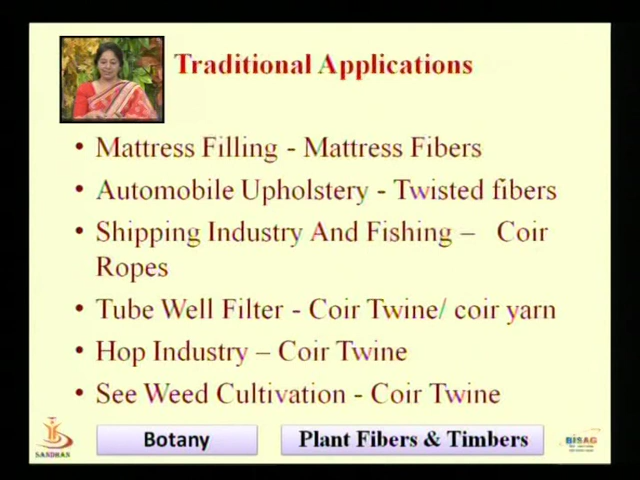 Traditional Applications
• Mattress Filling - Mattress Fibers
• Automobile Upholstery - Twisted fibers
• Shipping Industry And Fishing – Coir
Ropes
• Tube Well Filter - Coir Twine/ coir yarn
• Hop Industry – Coir Twine
• See Weed Cultivation - Coir Twine
SANDHAN
Botany
Plant Fibers & Timbers
BISAG